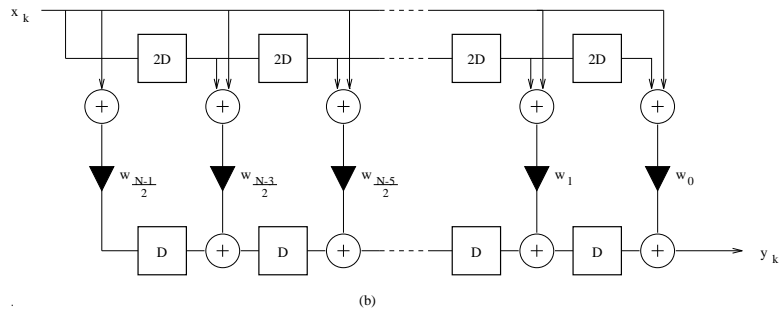 x k
2D 2D 2D 2D
+ + + + +
w N-1 2 w N-3 2 w N-5 2 w 1 w 0
D + D + D + D +
y k
(b)
.